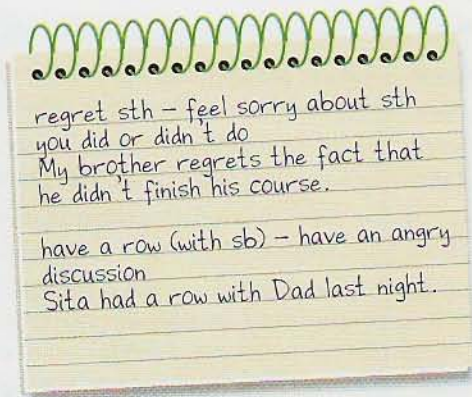 regret sth – feel sorry about sth
you did or didn't do
My brother regrets the fact that
he didn't finish his course.
have a row (with sb) – have an angry
discussion
Sita had a row with Dad last night.